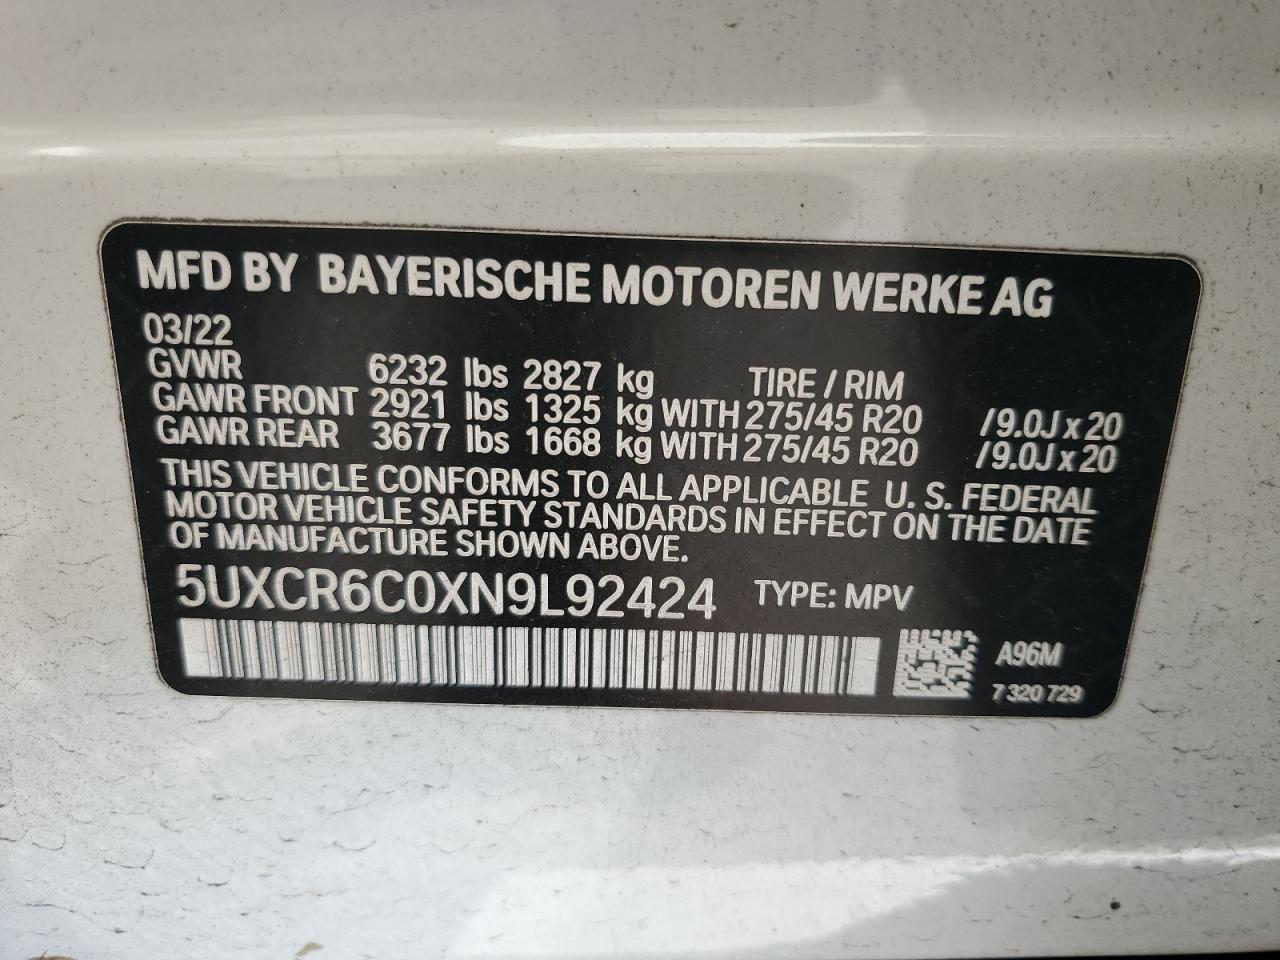 MFD BY BAYERISCHE MOTOREN WERKE AG
03/22
GVWR 6232 lbs 2827 kg TIRE / RIM
GAWR FRONT 2921 lbs 1325 kg WITH 275/45 R20 /9.0J x 20
GAWR REAR 3677 lbs 1668 kg WITH 275/45 R20 /9.0J x 20
THIS VEHICLE CONFORMS TO ALL APPLICABLE U. S. FEDERAL
MOTOR VEHICLE SAFETY STANDARDS IN EFFECT ON THE DATE
OF MANUFACTURE SHOWN ABOVE.
5UXCR6C0XN9L92424 TYPE: MPV
A96M
7 320 729